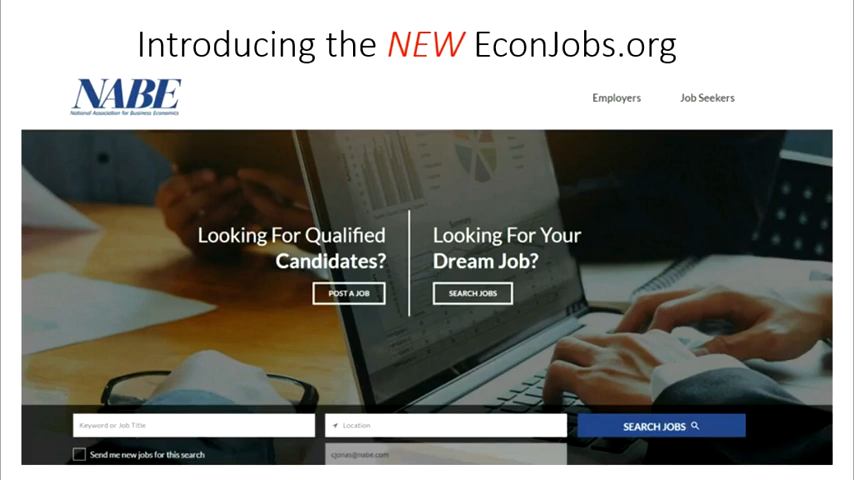 Introducing the NEW EconJobs.org
NABE
National Association for Business Economics
Employers
Job Seekers
Looking For Qualified
Candidates?
POST A JOB
Looking For Your
Dream Job?
SEARCH JOBS
Summary
Keyword or Job Title
Location
SEARCH JOBS
Send me new jobs for this search
cjonas@nabe.com